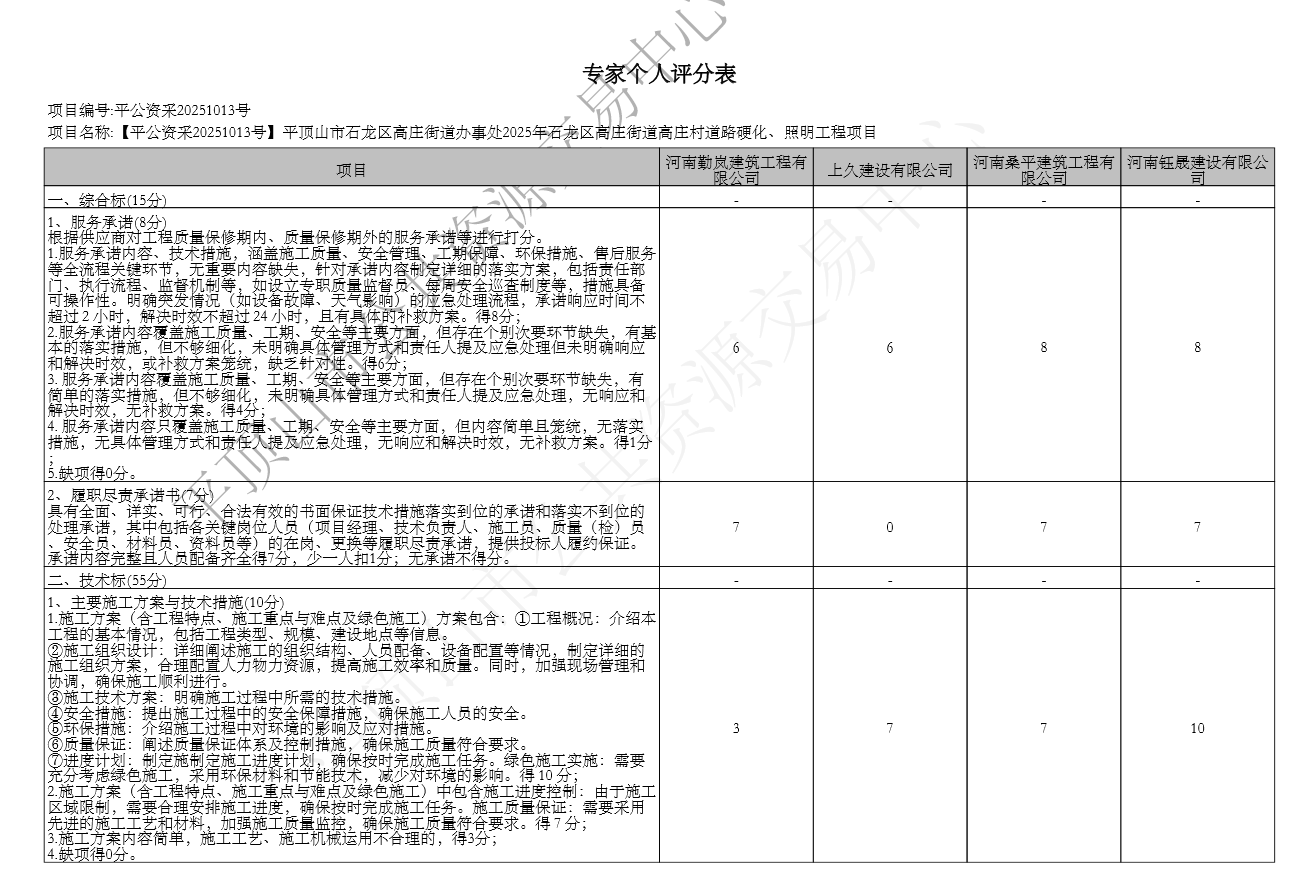 专家个人评分表
项目编号:平公资采20251013号
项目名称:【平公资采20251013号】平顶山市石龙区高庄街道办事处2025年石龙区高庄街道高庄村道路硬化、照明工程项目
项目
河南勤岚建筑工程有
限公司
上久建设有限公司
河南桑平建筑工程有
限公司
河南钰晟建设有限公
司
一、综合标(15分)
-
-
-
-
1、服务承诺(8分)
根据供应商对工程质量保修期内、质量保修期外的服务承诺等进行打分。
1.服务承诺内容、技术措施，涵盖施工质量、安全管理、工期保障、环保措施、售后服务
等全流程关键环节，无重要内容缺失，针对承诺内容制定详细的落实方案，包括责任部
门、执行流程、监督机制等，如设立专职质量监督员、每周安全巡查制度等，措施具备
可操作性。明确突发情况（如设备故障、天气影响）的应急处理流程，承诺响应时间不
超过 2 小时，解决时效不超过 24 小时，且有具体的补救方案。得8分；
2.服务承诺内容覆盖施工质量、工期、安全等主要方面，但存在个别次要环节缺失，有基
本的落实措施，但不够细化，未明确具体管理方式和责任人提及应急处理但未明确响应
和解决时效，或补救方案笼统，缺乏针对性。得6分；
3. 服务承诺内容覆盖施工质量、工期、安全等主要方面，但存在个别次要环节缺失，有
简单的落实措施，但不够细化，未明确具体管理方式和责任人提及应急处理，无响应和
解决时效，无补救方案。得4分；
4. 服务承诺内容只覆盖施工质量、工期、安全等主要方面，但内容简单且笼统，无落实
措施，无具体管理方式和责任人提及应急处理，无响应和解决时效，无补救方案。得1分
；
5.缺项得0分。
6
6
8
8
2、履职尽责承诺书(7分)
具有全面、详实、可行、合法有效的书面保证技术措施落实到位的承诺和落实不到位的
处理承诺，其中包括各关键岗位人员（项目经理、技术负责人、施工员、质量（检）员
、安全员、材料员、资料员等）的在岗、更换等履职尽责承诺，提供投标人履约保证。
承诺内容完整且人员配备齐全得7分，少一人扣1分；无承诺不得分。
7
0
7
7
二、技术标(55分)
-
-
-
-
1、主要施工方案与技术措施(10分)
1.施工方案（含工程特点、施工重点与难点及绿色施工）方案包含：①工程概况：介绍本
工程的基本情况，包括工程类型、规模、建设地点等信息。
②施工组织设计：详细阐述施工的组织结构、人员配备、设备配置等情况，制定详细的
施工组织方案，合理配置人力物力资源，提高施工效率和质量。同时，加强现场管理和
协调，确保施工顺利进行。
③施工技术方案：明确施工过程中所需的技术措施。
④安全措施：提出施工过程中的安全保障措施，确保施工人员的安全。
⑤环保措施：介绍施工过程中对环境的影响及应对措施。
⑥质量保证：阐述质量保证体系及控制措施，确保施工质量符合要求。
⑦进度计划：制定施制定施工进度计划，确保按时完成施工任务。绿色施工实施：需要
充分考虑绿色施工，采用环保材料和节能技术，减少对环境的影响。得 10 分；
2.施工方案（含工程特点、施工重点与难点及绿色施工）中包含施工进度控制：由于施工
区域限制，需要合理安排施工进度，确保按时完成施工任务。施工质量保证：需要采用
先进的施工工艺和材料，加强施工质量监控，确保施工质量符合要求。得 7 分；
3.施工方案内容简单，施工工艺、施工机械运用不合理的，得3分；
4.缺项得0分。
3
7
7
10